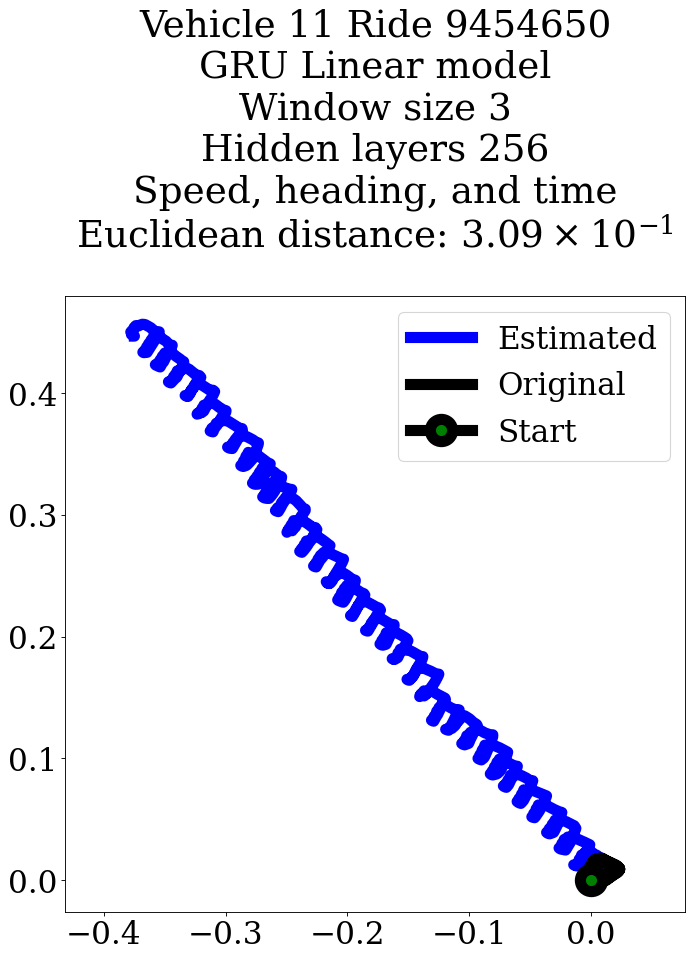 Vehicle 11 Ride 9454650
GRU Linear model
Window size 3
Hidden layers 256
Speed, heading, and time
Euclidean distance: 3.09 × 10⁻¹
Estimated
Original
Start
0.4
0.3
0.2
0.1
0.0
−0.4 −0.3 −0.2 −0.1 0.0